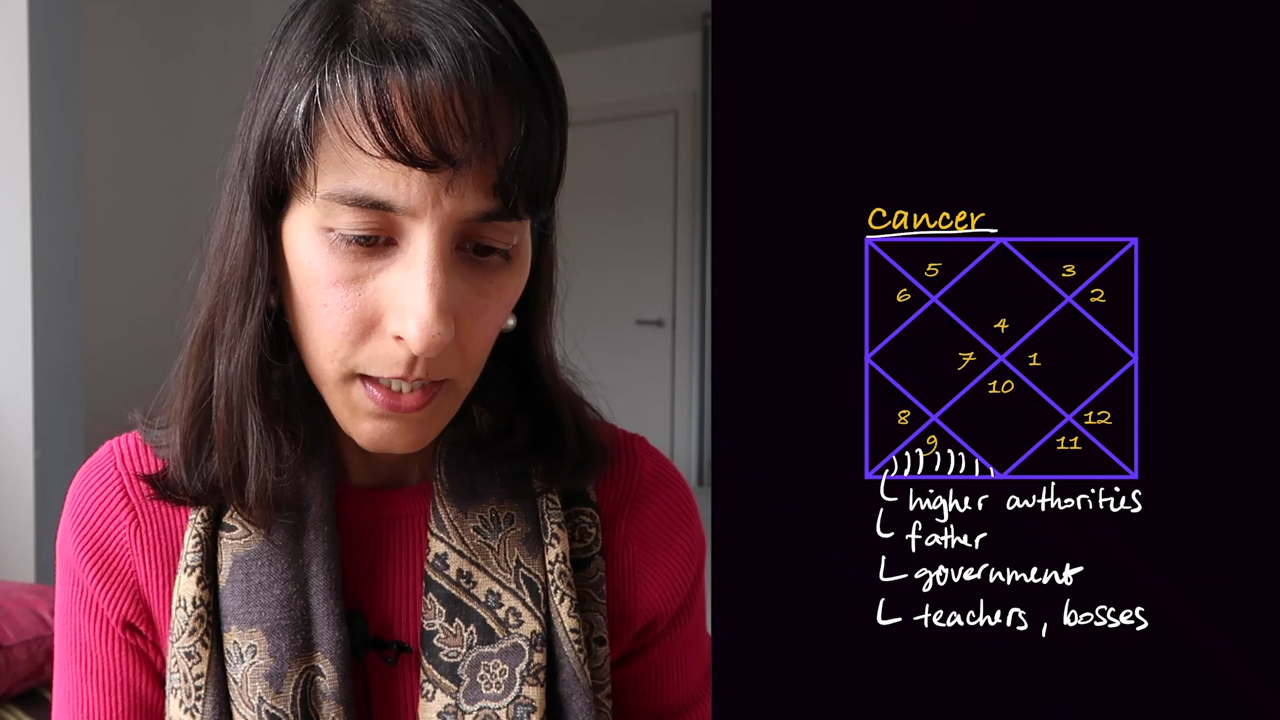 Cancer
5 3
6 2
4
7 1
10
8 12
9 11
higher authorities
father
government
teachers, bosses